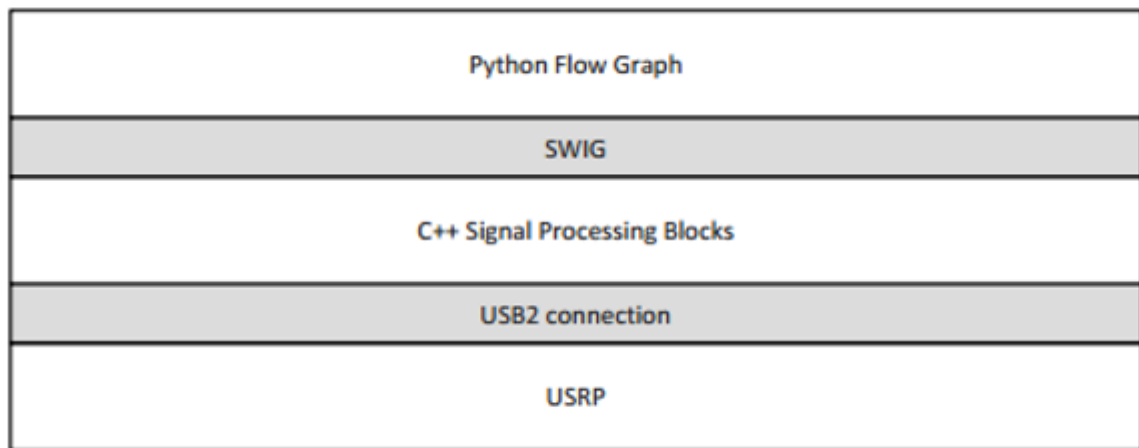 Python Flow Graph
SWIG
C++ Signal Processing Blocks
USB2 connection
USRP